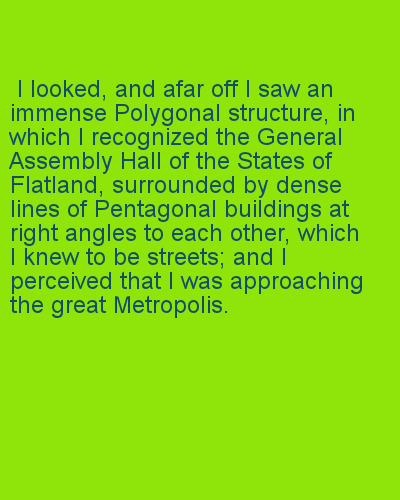 I looked, and afar off I saw an
immense Polygonal structure, in
which I recognized the General
Assembly Hall of the States of
Flatland, surrounded by dense
lines of Pentagonal buildings at
right angles to each other, which
I knew to be streets; and I
perceived that I was approaching
the great Metropolis.